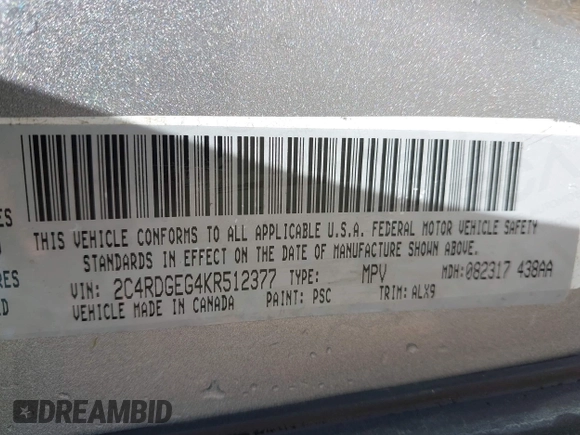 THIS VEHICLE CONFORMS TO ALL APPLICABLE U.S.A. FEDERAL MOTOR VEHICLE SAFETY
STANDARDS IN EFFECT ON THE DATE OF MANUFACTURE SHOWN ABOVE.
VIN: 2C4RDGEG4KR512377 TYPE: MPV MDH:082317 438AA
VEHICLE MADE IN CANADA PAINT: PSC TRIM: ALX9
DREAMBID